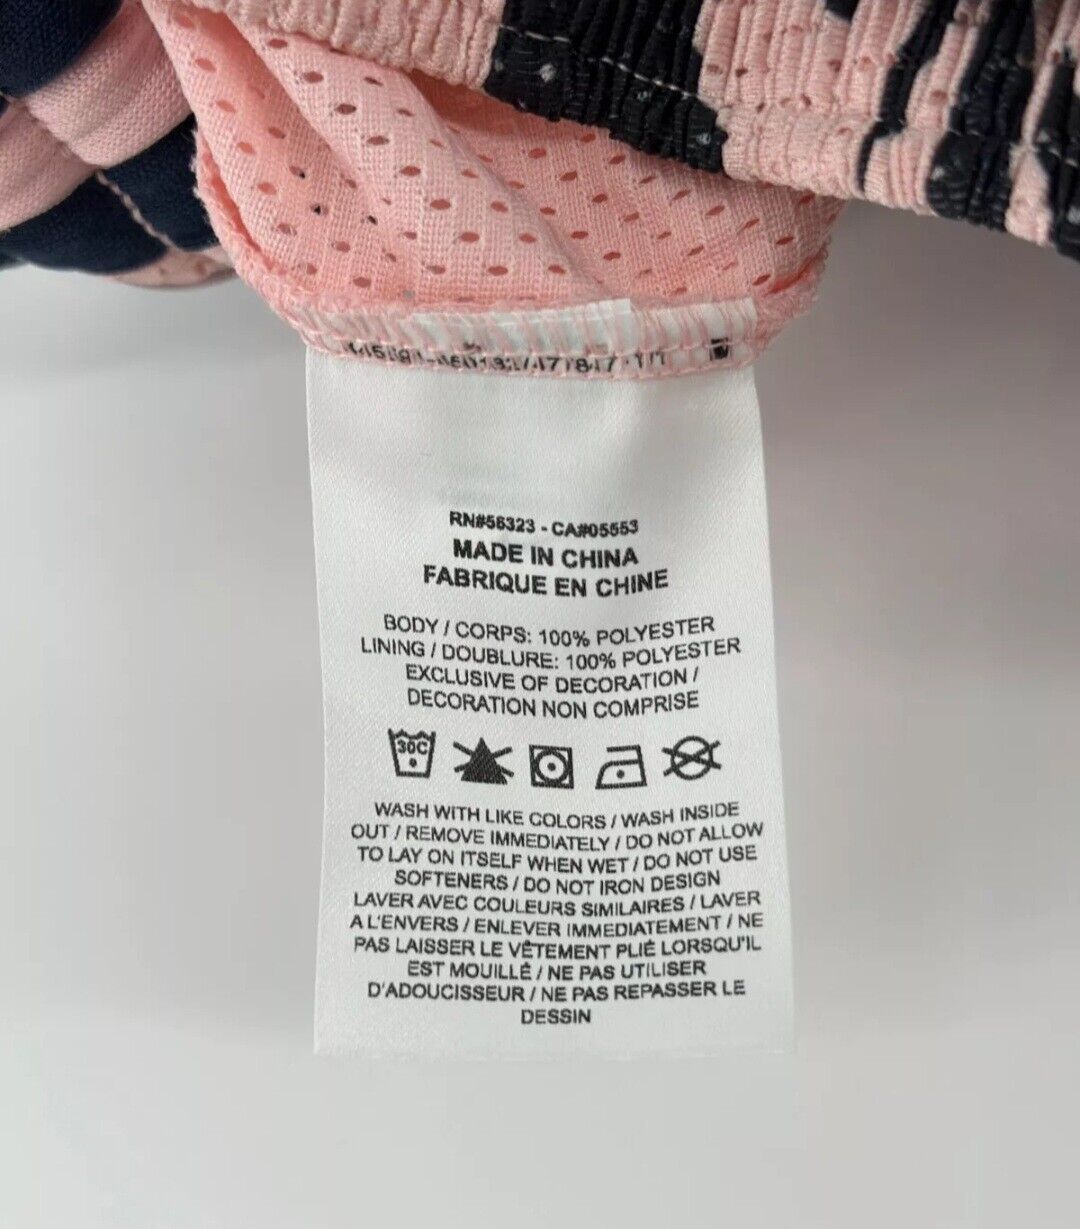 RN#56323 - CA#05553
MADE IN CHINA
FABRIQUE EN CHINE
BODY / CORPS: 100% POLYESTER
LINING / DOUBLURE: 100% POLYESTER
EXCLUSIVE OF DECORATION /
DECORATION NON COMPRISE
30C
WASH WITH LIKE COLORS / WASH INSIDE
OUT / REMOVE IMMEDIATELY / DO NOT ALLOW
TO LAY ON ITSELF WHEN WET / DO NOT USE
SOFTENERS / DO NOT IRON DESIGN
LAVER AVEC COULEURS SIMILAIRES / LAVER
A L'ENVERS / ENLEVER IMMEDIATEMENT / NE
PAS LAISSER LE VÊTEMENT PLIÉ LORSQU'IL
EST MOUILLÉ / NE PAS UTILISER
D'ADOUCISSEUR / NE PAS REPASSER LE
DESSIN